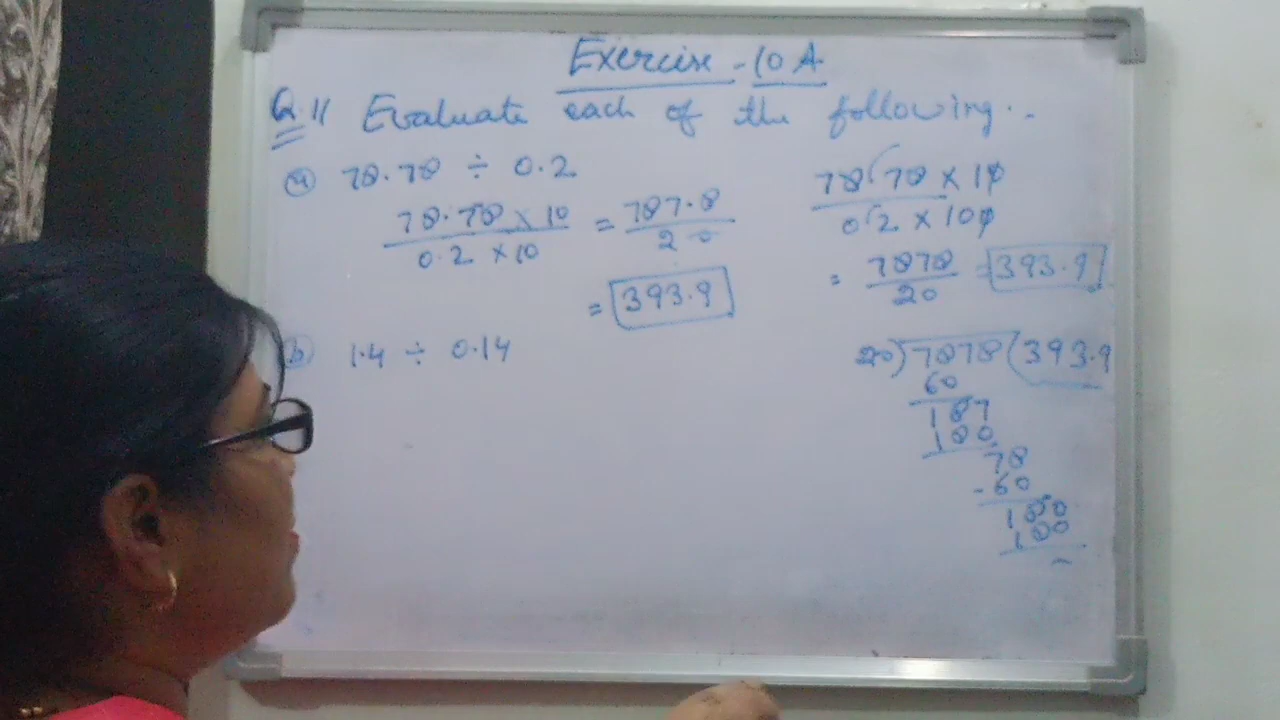 Exercise - 10 A
Q.11 Evaluate each of the following.
(a) 78.78 ÷ 0.2
78.78 × 10 / 0.2 × 10 = 787.8 / 2
= 393.9
78.78 × 10 / 0.2 × 100
= 7878 / 20 = 393.9
20)7878(393.9
60
187
180
78
- 60
180
180
(b) 1.4 ÷ 0.14